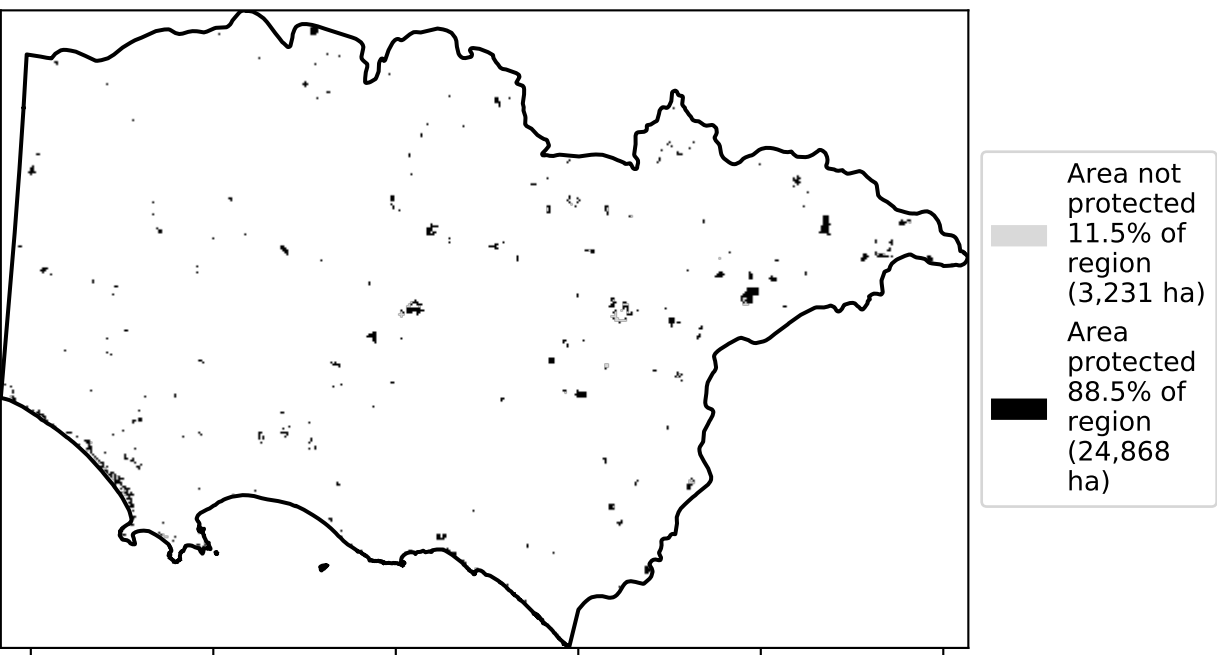 Area not
protected
11.5% of
region
(3,231 ha)
Area
protected
88.5% of
region
(24,868
ha)